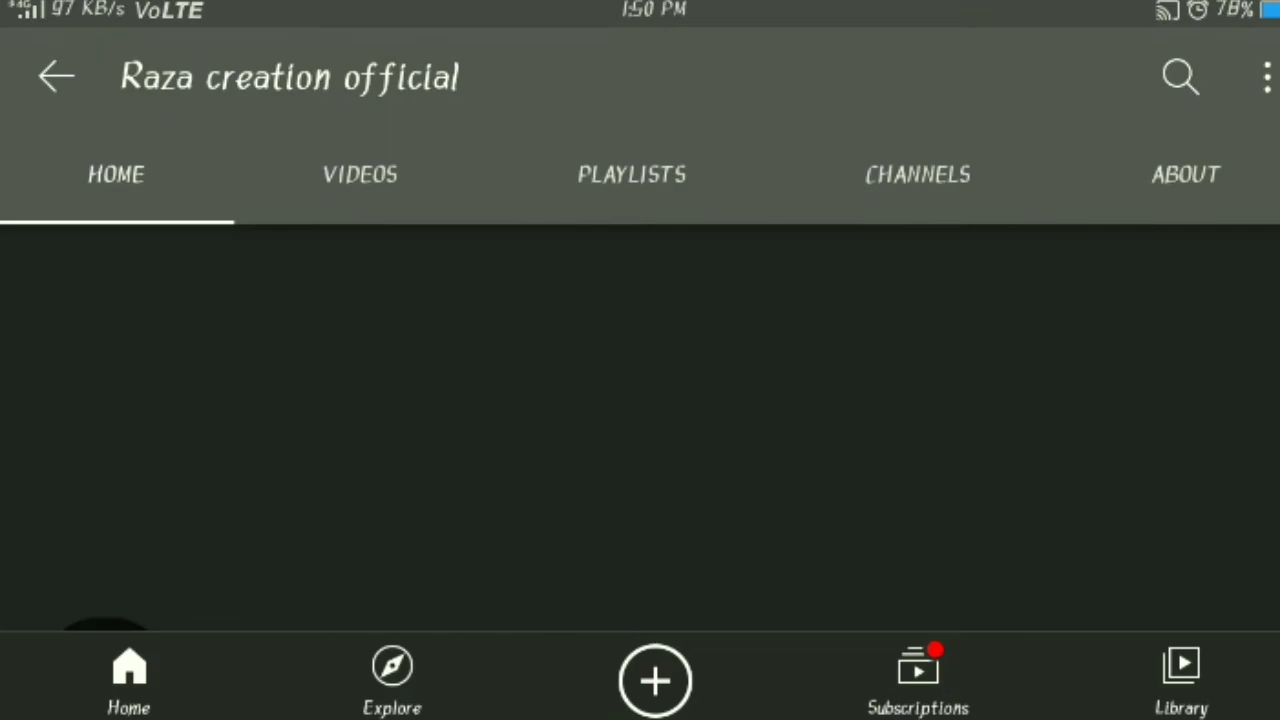 4G 97 KB/s VoLTE 1:50 PM 78%
Raza creation official
HOME VIDEOS PLAYLISTS CHANNELS ABOUT
Home Explore Subscriptions Library